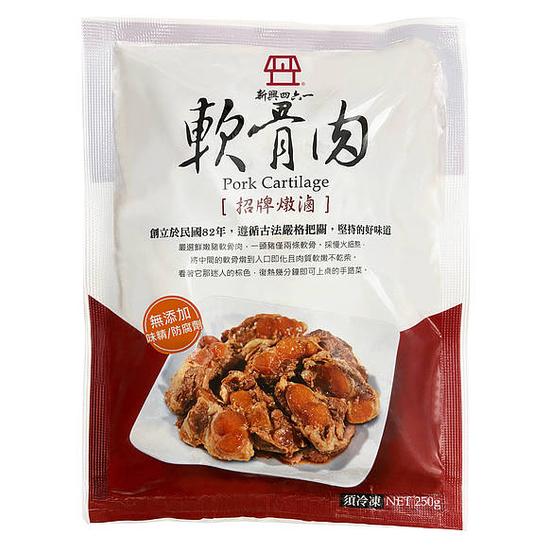 新興四六一
軟骨肉
Pork Cartilage
[ 招牌燉滷 ]
創立於民國82年，遵循古法嚴格把關，堅持的好味道
嚴選鮮嫩豬軟骨肉，一頭豬僅兩條軟骨。採慢火細熬，
將中間的軟骨燉到入口即化且肉質軟嫩不乾柴。
看著它那迷人的棕色，復熱幾分鐘即可上桌的手路菜。
無添加
味精/防腐劑
須冷凍 NET 250g